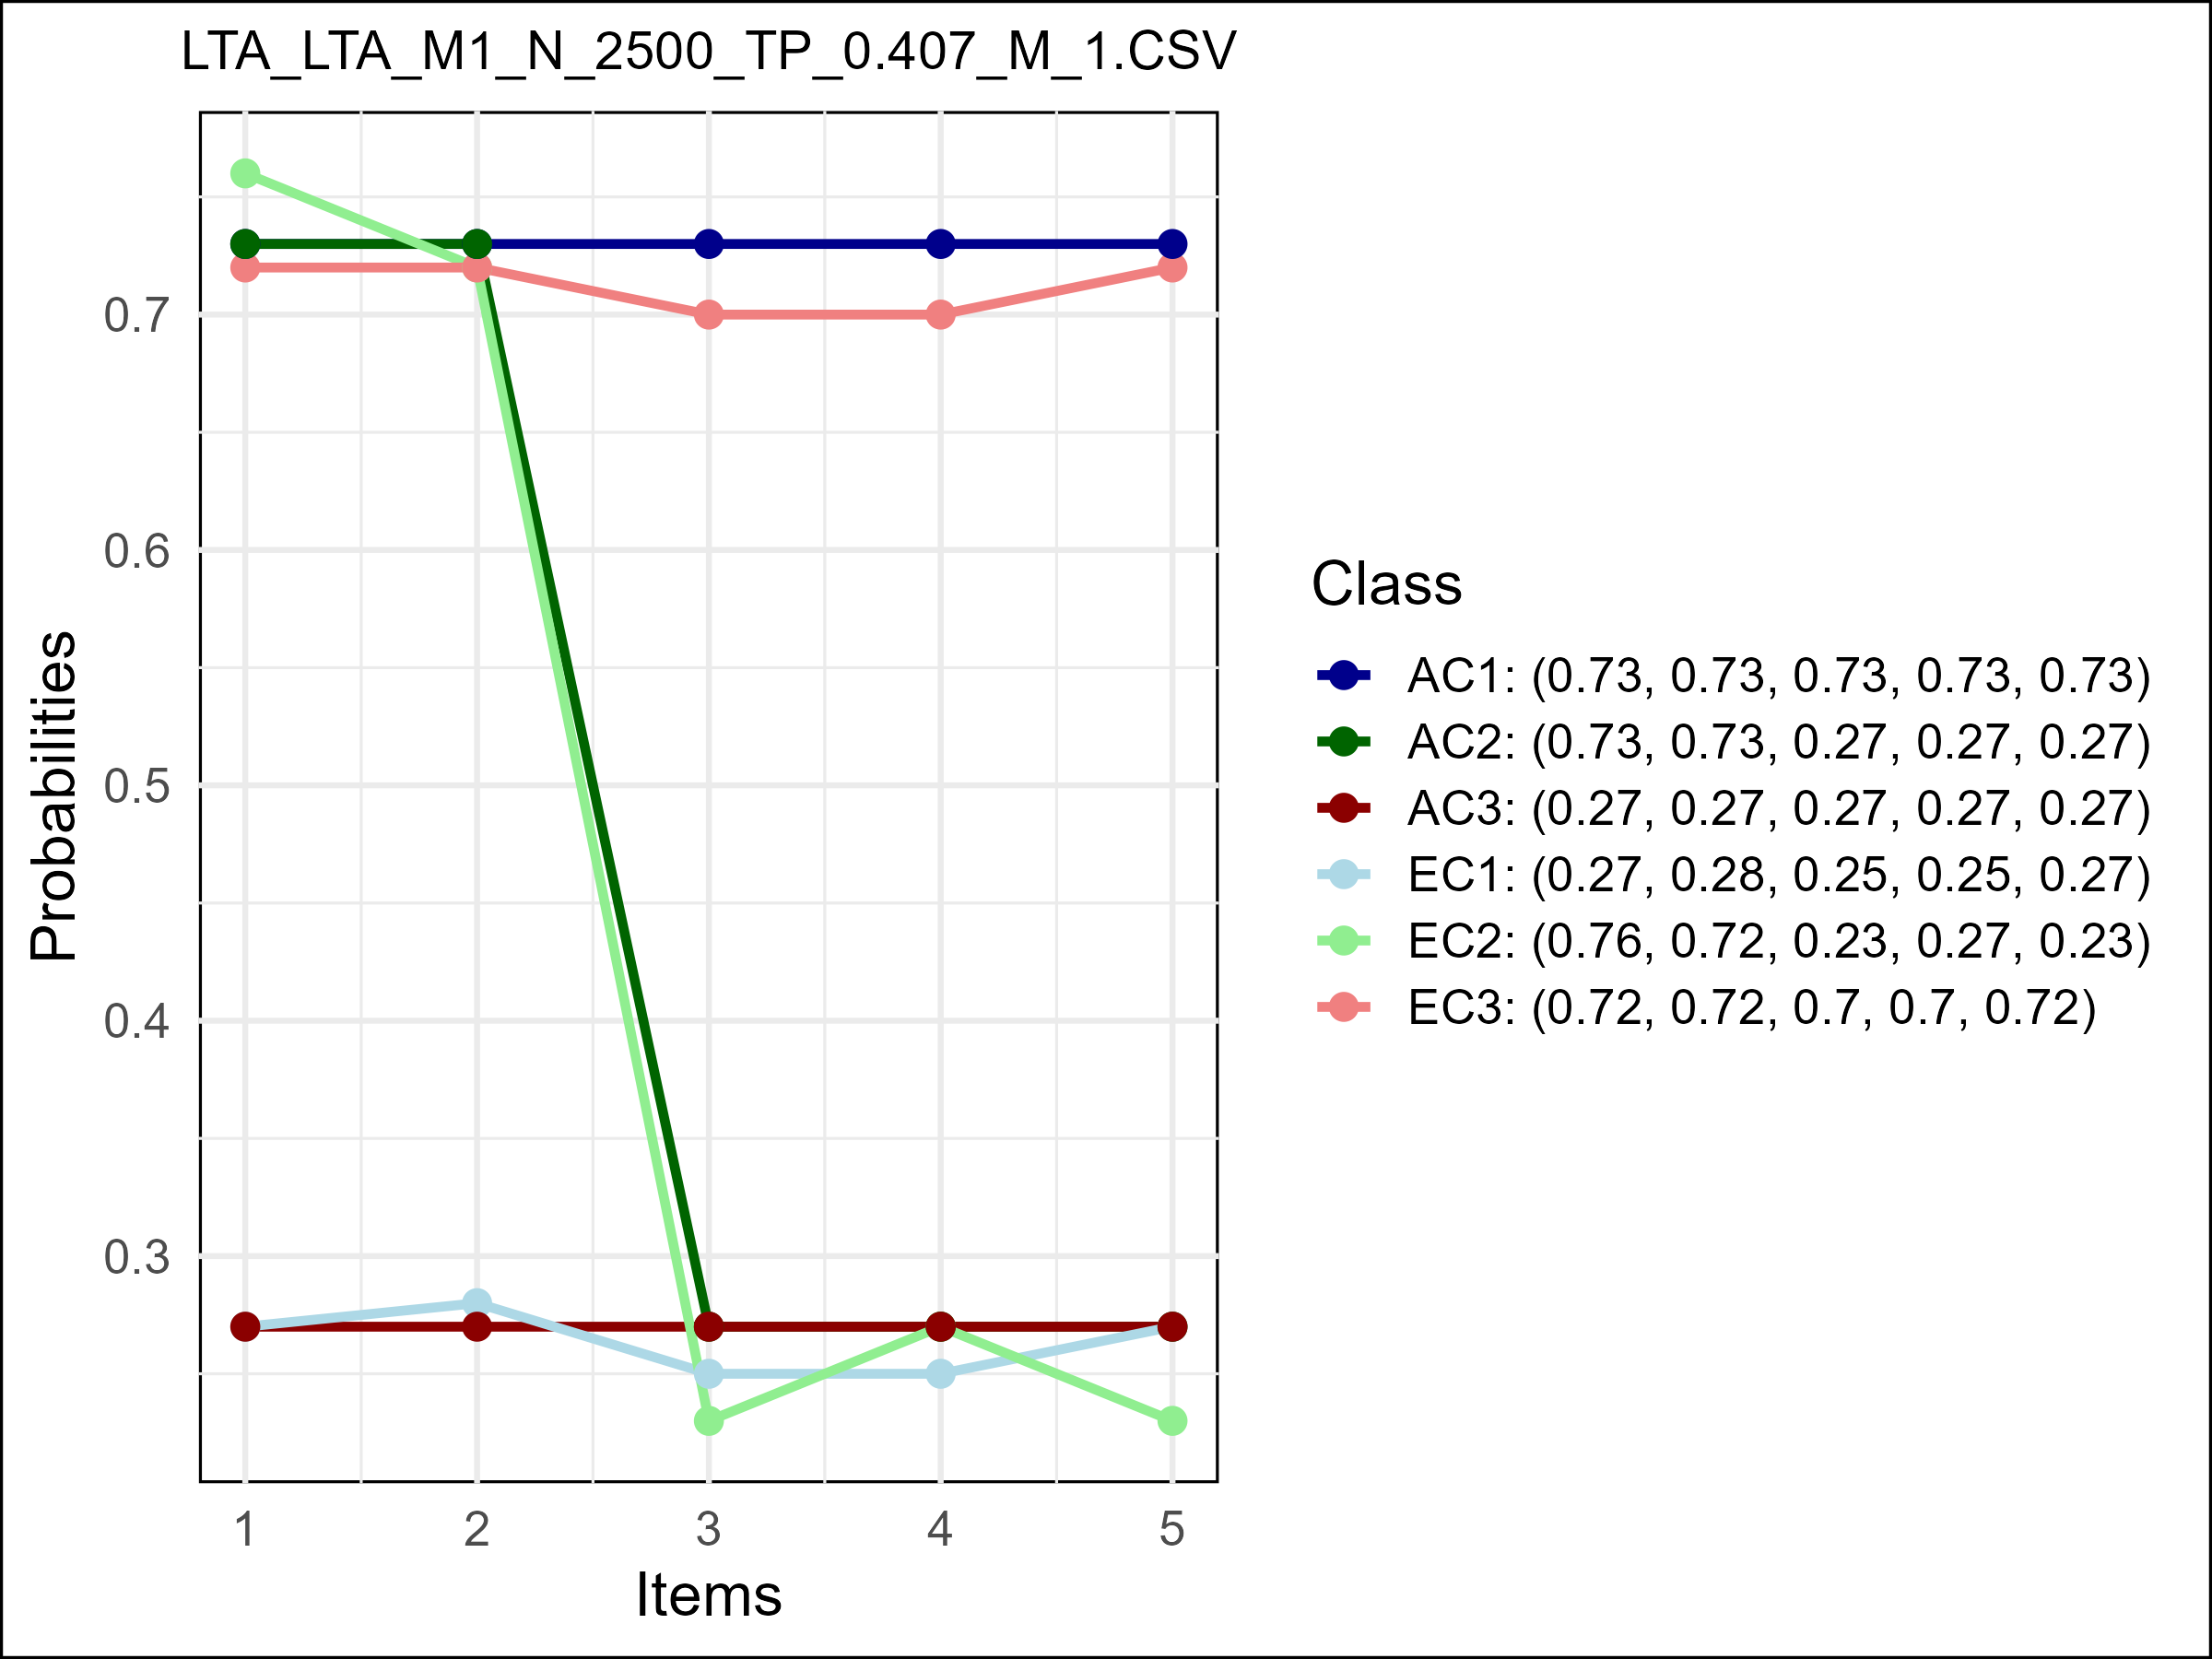 LTA_LTA_M1_N_2500_TP_0.407_M_1.CSV
Probabilities
0.7
0.6
0.5
0.4
0.3
1 2 3 4 5
Items
Class
AC1: (0.73, 0.73, 0.73, 0.73, 0.73)
AC2: (0.73, 0.73, 0.27, 0.27, 0.27)
AC3: (0.27, 0.27, 0.27, 0.27, 0.27)
EC1: (0.27, 0.28, 0.25, 0.25, 0.27)
EC2: (0.76, 0.72, 0.23, 0.27, 0.23)
EC3: (0.72, 0.72, 0.7, 0.7, 0.72)